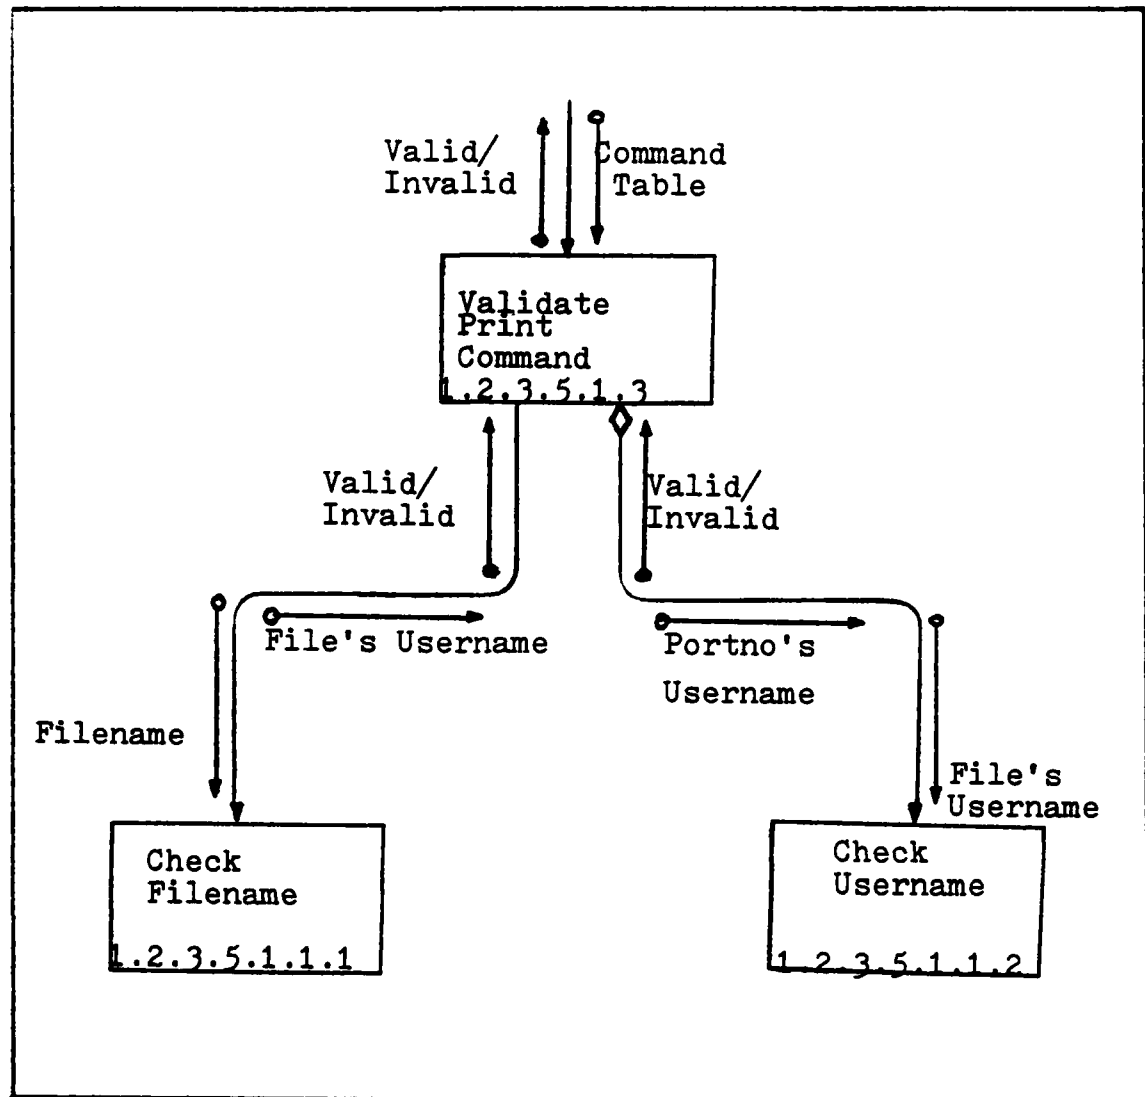 Valid/
Invalid
Command
Table
Validate
Print
Command
1.2.3.5.1.3
Valid/
Invalid
Valid/
Invalid
File's Username
Portno's
Username
Filename
File's
Username
Check
Filename
1.2.3.5.1.1.1
Check
Username
1.2.3.5.1.1.2